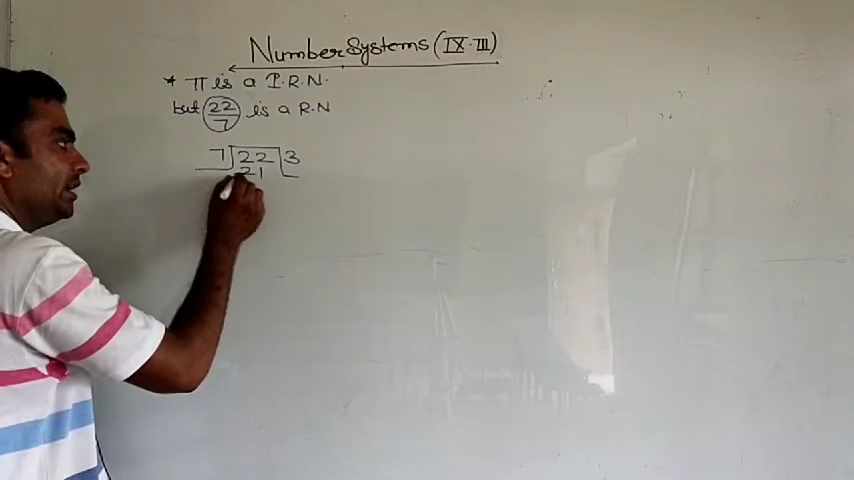 Number Systems (IX-III)
* π is a I.R.N.
but 22/7 is a R.N
7 22 3
21